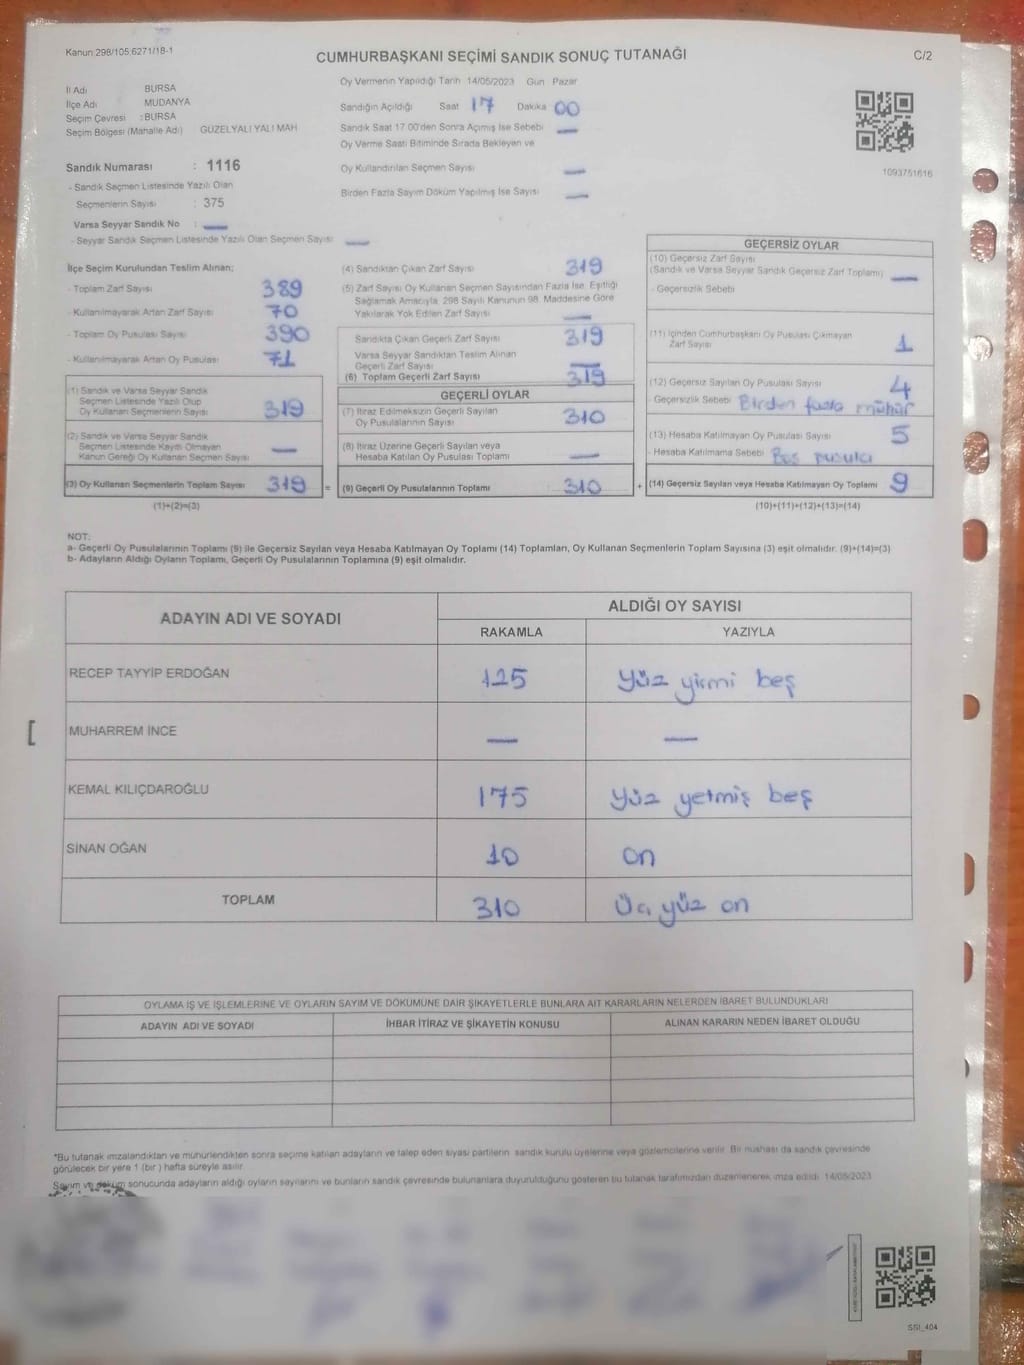 Kanun:298/105:6271/18-1
CUMHURBAŞKANI SEÇİMİ SANDIK SONUÇ TUTANAĞI
C/2
İl Adı BURSA
İlçe Adı MUDANYA
Seçim Çevresi : BURSA
Seçim Bölgesi (Mahalle Adı) GÜZELYALI YALI MAH
Sandık Numarası : 1116
- Sandık Seçmen Listesinde Yazılı Olan
Seçmenlerin Sayısı : 375
Varsa Seyyar Sandık No : —
- Seyyar Sandık Seçmen Listesinde Yazılı Olan Seçmen Sayısı —
Oy Vermenin Yapıldığı Tarih 14/05/2023 Gün Pazar
Sandığın Açıldığı Saat 17 Dakika 00
Sandık Saat 17:00'den Sonra Açımış İse Sebebi —
Oy Verme Saati Bitiminde Sırada Bekleyen ve
Oy Kullandırılan Seçmen Sayısı —
Birden Fazla Sayım Döküm Yapılmış İse Sayısı —
1093751616
İlçe Seçim Kurulundan Teslim Alınan;
- Toplam Zarf Sayısı 389
- Kullanılmayarak Artan Zarf Sayısı 70
- Toplam Oy Pusulası Sayısı 390
- Kullanılmayarak Artan Oy Pusulası 71
(1) Sandık ve Varsa Seyyar Sandık
Seçmen Listesinde Yazılı Olup
Oy Kullanan Seçmenlerin Sayısı 319
(2) Sandık ve Varsa Seyyar Sandık
Seçmen Listesinde Kaydı Olmayan
Kanun Gereği Oy Kullanan Seçmen Sayısı —
(3) Oy Kullanan Seçmenlerin Toplam Sayısı 319 =
(1)+(2)=(3)
(4) Sandıktan Çıkan Zarf Sayısı 319
(5) Zarf Sayısı Oy Kullanan Seçmen Sayısından Fazla İse, Eşitliği
Sağlamak Amacıyla, 298 Sayılı Kanunun 98. Maddesine Göre
Yakılarak Yok Edilen Zarf Sayısı —
Sandıkta Çıkan Geçerli Zarf Sayısı 319
Varsa Seyyar Sandıktan Teslim Alınan
Geçerli Zarf Sayısı —
(6) Toplam Geçerli Zarf Sayısı 319
GEÇERLİ OYLAR
(7) İtiraz Edilmeksizin Geçerli Sayılan
Oy Pusulalarının Sayısı 310
(8) İtiraz Üzerine Geçerli Sayılan veya
Hesaba Katılan Oy Pusulası Toplamı —
(9) Geçerli Oy Pusulalarının Toplamı 310 +
GEÇERSİZ OYLAR
(10) Geçersiz Zarf Sayısı
(Sandık ve Varsa Seyyar Sandık Geçersiz Zarf Toplamı) —
- Geçersizlik Sebebi
(11) İçinden Cumhurbaşkanı Oy Pusulası Çıkmayan
Zarf Sayısı 1
(12) Geçersiz Sayılan Oy Pusulası Sayısı 4
- Geçersizlik Sebebi Birden fazla mühür
(13) Hesaba Katılmayan Oy Pusulası Sayısı 5
- Hesaba Katılmama Sebebi Boş pusula
(14) Geçersiz Sayılan veya Hesaba Katılmayan Oy Toplamı 9
(10)+(11)+(12)+(13)=(14)
NOT:
a- Geçerli Oy Pusulalarının Toplamı (9) ile Geçersiz Sayılan veya Hesaba Katılmayan Oy Toplamı (14) Toplamları, Oy Kullanan Seçmenlerin Toplam Sayısına (3) eşit olmalıdır. (9)+(14)=(3)
b- Adayların Aldığı Oyların Toplamı, Geçerli Oy Pusulalarının Toplamına (9) eşit olmalıdır.
ADAYIN ADI VE SOYADI
ALDIĞI OY SAYISI
RAKAMLA YAZIYLA
RECEP TAYYİP ERDOĞAN 125 Yüz yirmi beş
MUHARREM İNCE — —
KEMAL KILIÇDAROĞLU 175 Yüz yetmiş beş
SİNAN OĞAN 10 on
TOPLAM 310 Üç yüz on
[
OYLAMA İŞ VE İŞLEMLERİNE VE OYLARIN SAYIM VE DÖKÜMÜNE DAİR ŞİKAYETLERLE BUNLARA AİT KARARLARIN NELERDEN İBARET BULUNDUKLARI
ADAYIN ADI VE SOYADI İHBAR İTİRAZ VE ŞİKAYETİN KONUSU ALINAN KARARIN NEDEN İBARET OLDUĞU
*Bu tutanak imzalandıktan ve mühürlendikten sonra seçime katılan adayların ve talep eden siyasi partilerin sandık kurulu üyelerine veya gözlemcilerine verilir. Bir nüshası da sandık çevresinde
görülecek bir yere 1 (bir) hafta süreyle asılır.
Sayım ve döküm sonucunda adayların aldığı oyların sayılarını ve bunların sandık çevresinde bulunanlara duyurulduğunu gösteren bu tutanak tarafımızdan düzenlenerek imza edildi. 14/05/2023
SSI_404